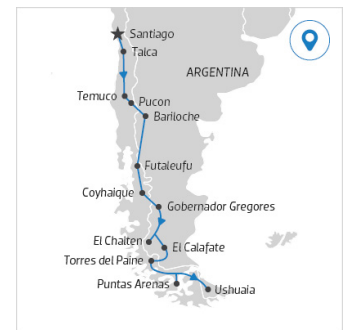 Santiago
Talca
ARGENTINA
Temuco
Pucon
Bariloche
Futaleufu
Coyhaique
Gobernador Gregores
El Chalten
El Calafate
Torres del Paine
Puntas Arenas
Ushuaia